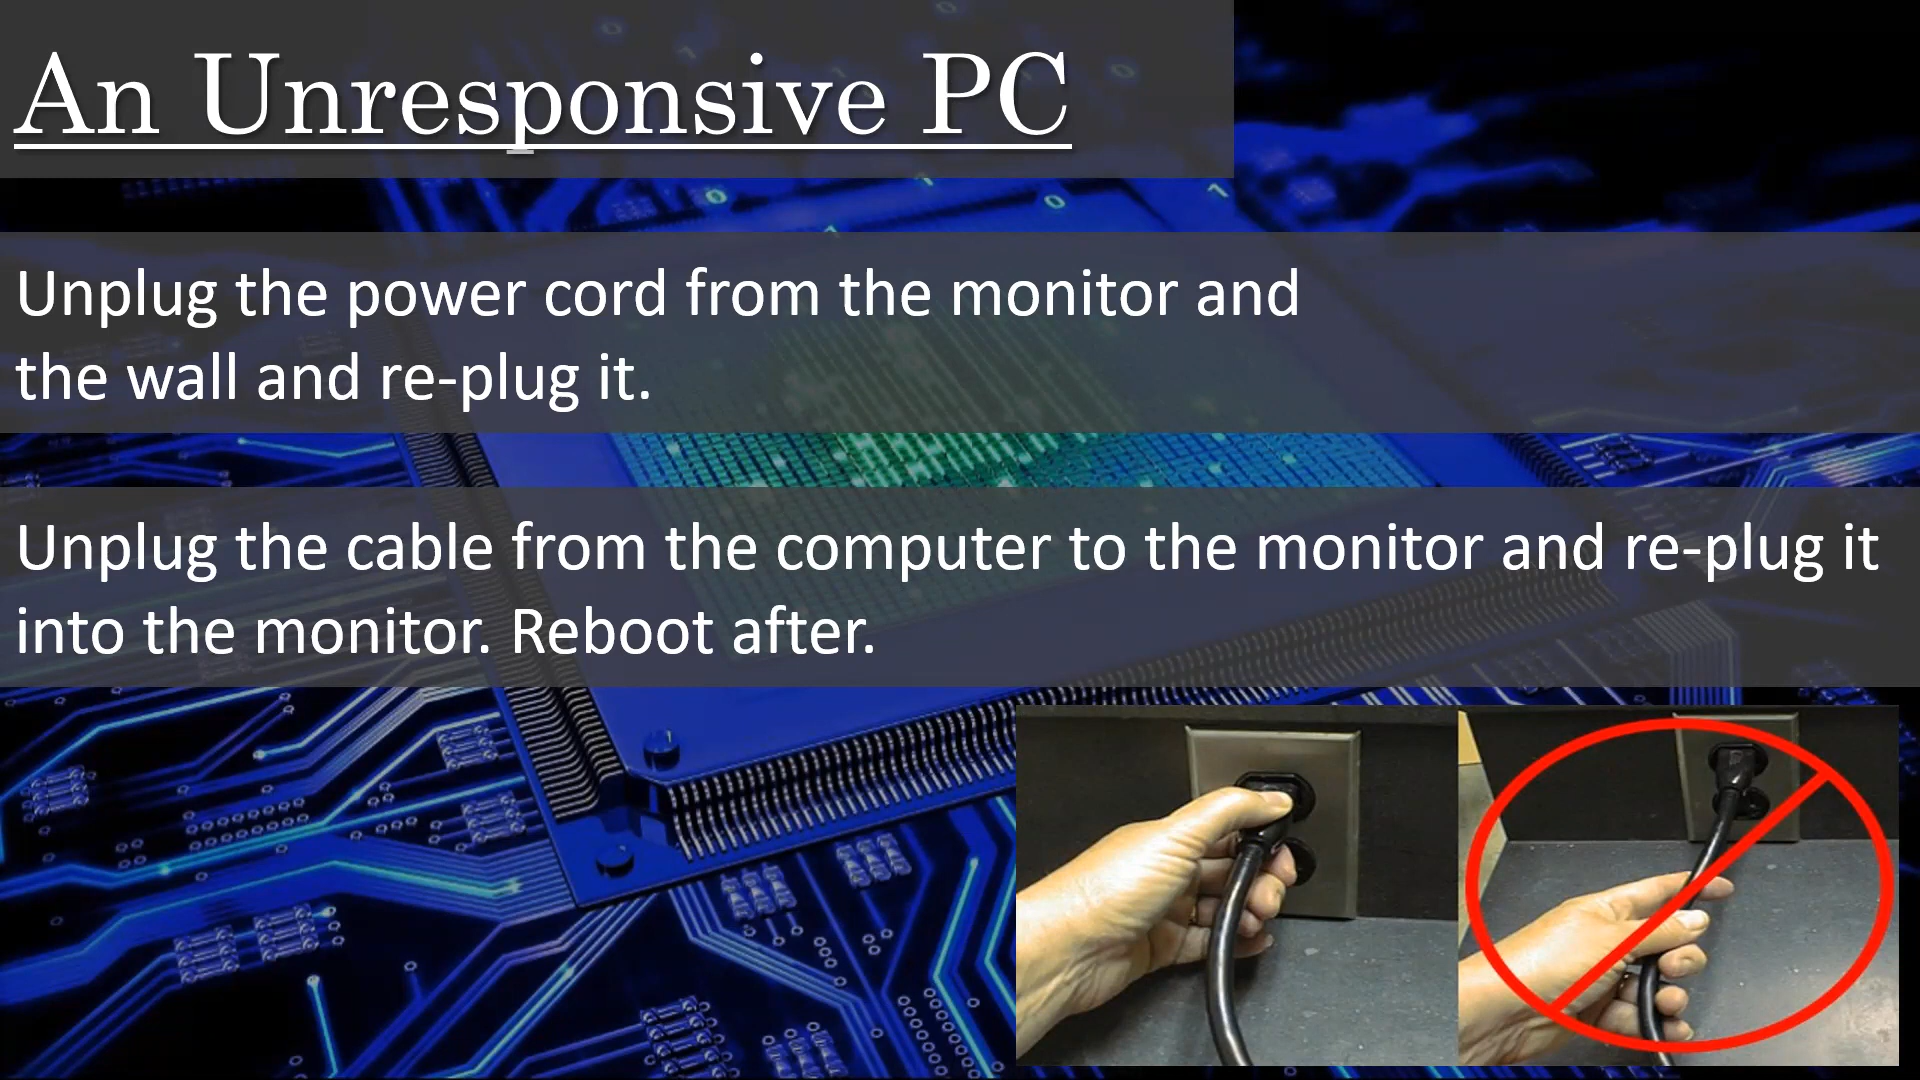 An Unresponsive PC
Unplug the power cord from the monitor and
the wall and re-plug it.
Unplug the cable from the computer to the monitor and re-plug it
into the monitor. Reboot after.